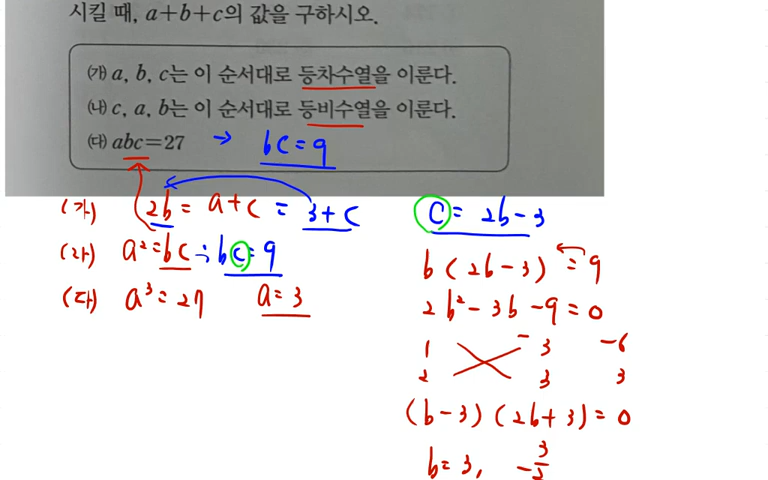 시킬 때, a+b+c의 값을 구하시오.
㈎ a, b, c는 이 순서대로 등차수열을 이룬다.
㈏ c, a, b는 이 순서대로 등비수열을 이룬다.
㈐ abc=27 → bc = 9
(가) 2b = a+c = 3+c
(나) a²=bc ; bc=9
(다) a³=27 a=3
c = 2b-3
b(2b-3) = 9
2b²-3b-9=0
1 -3 -6
2 3 3
(b-3)(2b+3)=0
b=3, -3/2